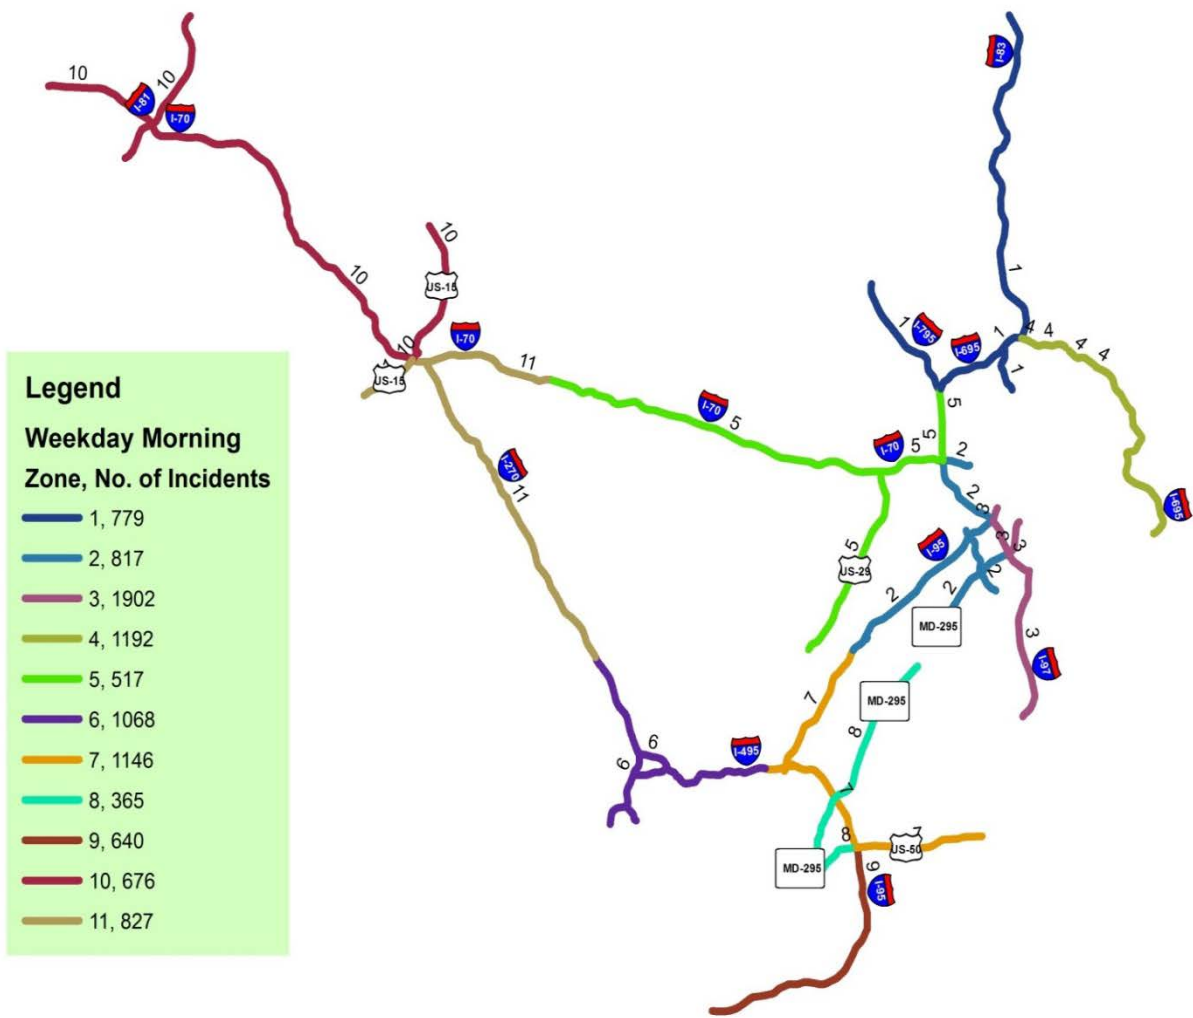 10
10
I-81
I-70
I-83
10
10
US-15
1
I-795
1
I-695
1
1
4
4
4
4
I-70
10
US-15
11
Legend
Weekday Morning
Zone, No. of Incidents
1, 779
2, 817
3, 1902
4, 1192
5, 517
6, 1068
7, 1146
8, 365
9, 640
10, 676
11, 827
I-70
5
5
5
I-70
5
2
I-270
11
2
3
I-695
I-95
3
3
5
US-29
2
2
2
MD-295
3
I-97
7
MD-295
8
6
6
I-495
7
8
7
US-50
MD-295
9
I-95